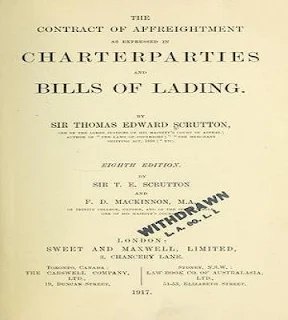 THE
CONTRACT OF AFFREIGHTMENT
AS EXPRESSED IN
CHARTERPARTIES
AND
BILLS OF LADING.
BY
SIR THOMAS EDWARD SCRUTTON,
EIGHTH EDITION.
BY
SIR T. E. SCRUTTON
AND
F. D. MACKINNON, M.A.,
WITHDRAWN
L. A. CO. L. L.
LONDON:
SWEET AND MAXWELL, LIMITED,
3, CHANCERY LANE.
TORONTO, CANADA: SYDNEY, N.S.W.:
THE CARSWELL COMPANY, LAW BOOK CO. OF AUSTRALASIA,
LTD., LTD.,
19, DUNCAN STREET, STREET.
1917.